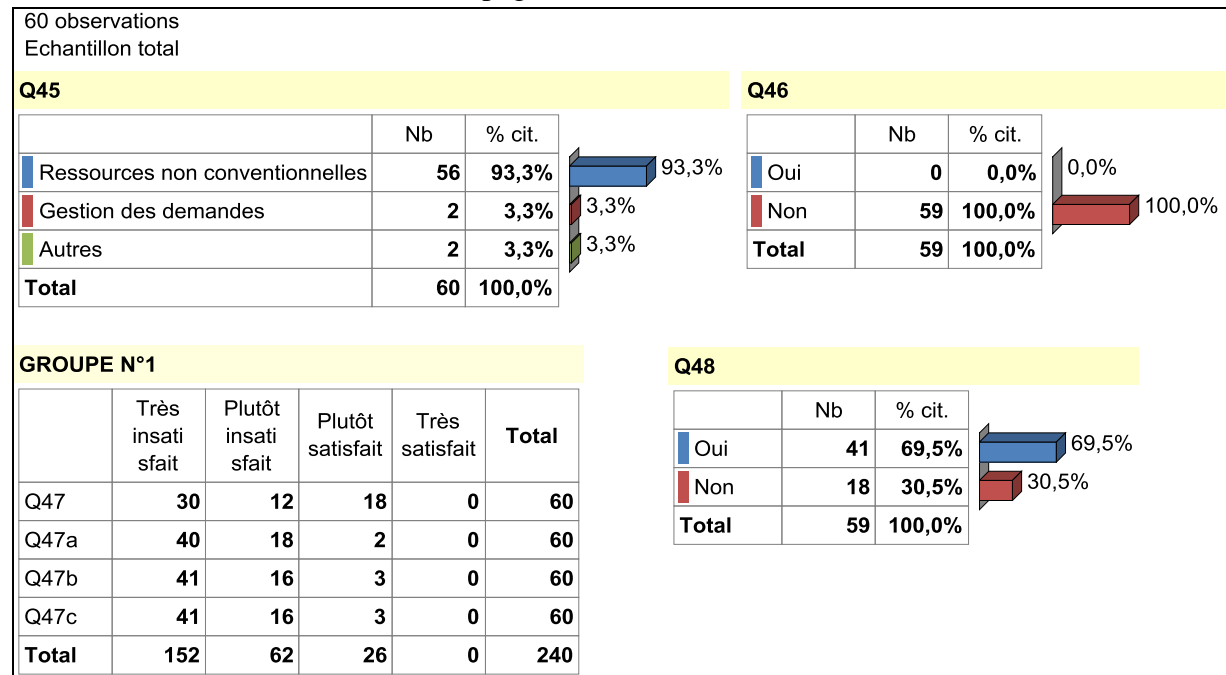 60 observations
Echantillon total
Q45
Nb % cit.
Ressources non conventionnelles 56 93,3% 93,3%
Gestion des demandes 2 3,3% 3,3%
Autres 2 3,3% 3,3%
Total 60 100,0%
Q46
Nb % cit.
Oui 0 0,0% 0,0%
Non 59 100,0% 100,0%
Total 59 100,0%
GROUPE N°1
Très
insati
sfait
Plutôt
insati
sfait
Plutôt
satisfait
Très
satisfait
Total
Q47 30 12 18 0 60
Q47a 40 18 2 0 60
Q47b 41 16 3 0 60
Q47c 41 16 3 0 60
Total 152 62 26 0 240
Q48
Nb % cit.
Oui 41 69,5% 69,5%
Non 18 30,5% 30,5%
Total 59 100,0%